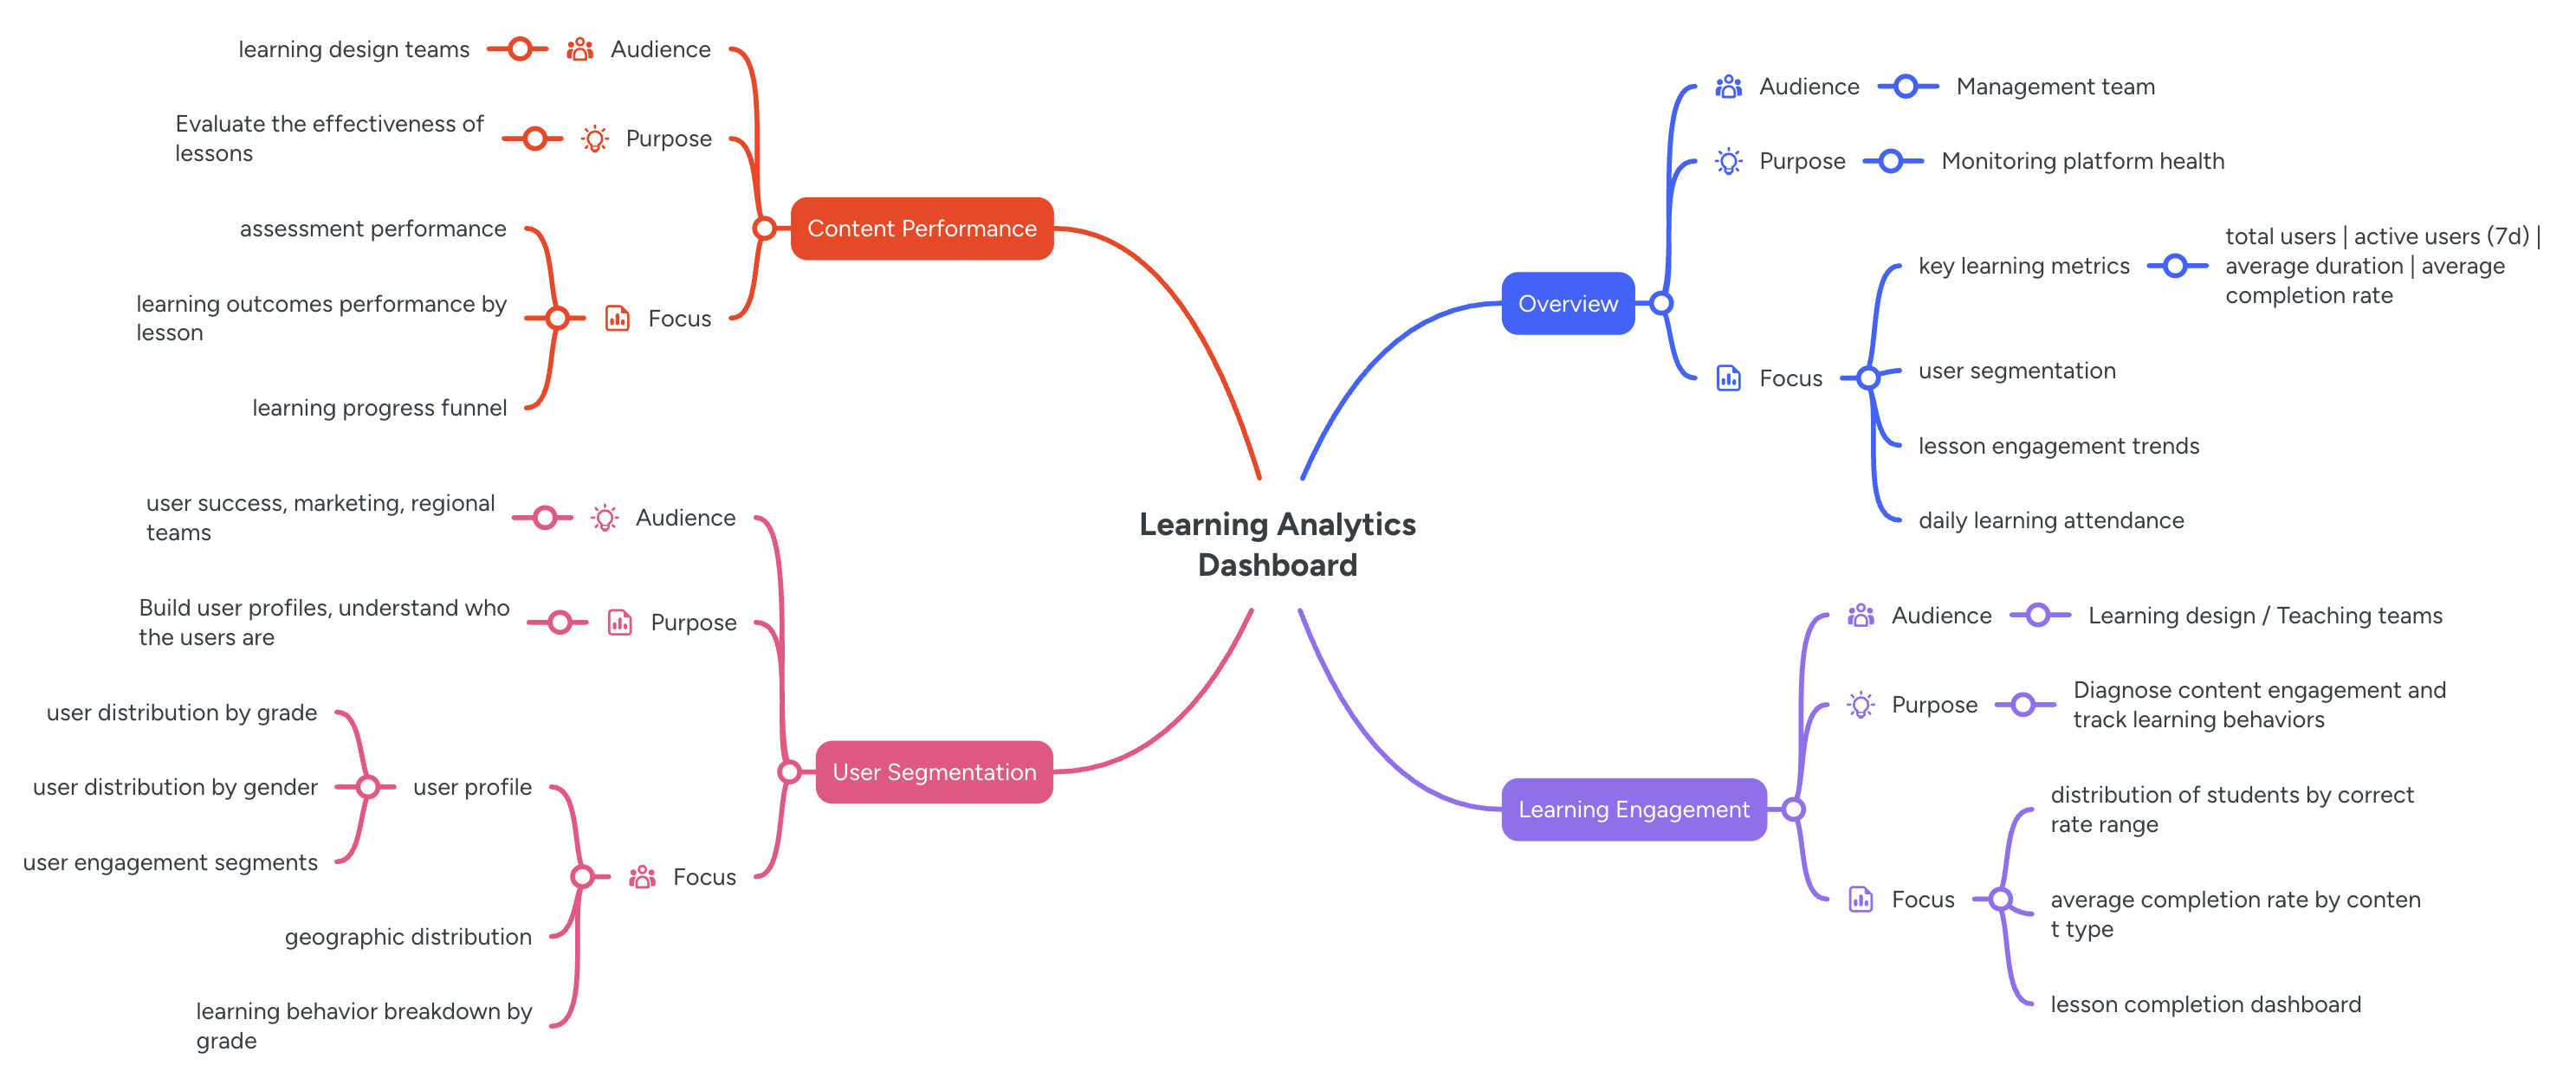 Learning Analytics
Dashboard
Content Performance
Audience
learning design teams
Purpose
Evaluate the effectiveness of
lessons
Focus
assessment performance
learning outcomes performance by
lesson
learning progress funnel
Overview
Audience
Management team
Purpose
Monitoring platform health
Focus
key learning metrics
total users | active users (7d) |
average duration | average
completion rate
user segmentation
lesson engagement trends
daily learning attendance
User Segmentation
Audience
user success, marketing, regional
teams
Purpose
Build user profiles, understand who
the users are
Focus
user profile
user distribution by grade
user distribution by gender
user engagement segments
geographic distribution
learning behavior breakdown by
grade
Learning Engagement
Audience
Learning design / Teaching teams
Purpose
Diagnose content engagement and
track learning behaviors
Focus
distribution of students by correct
rate range
average completion rate by conten
t type
lesson completion dashboard